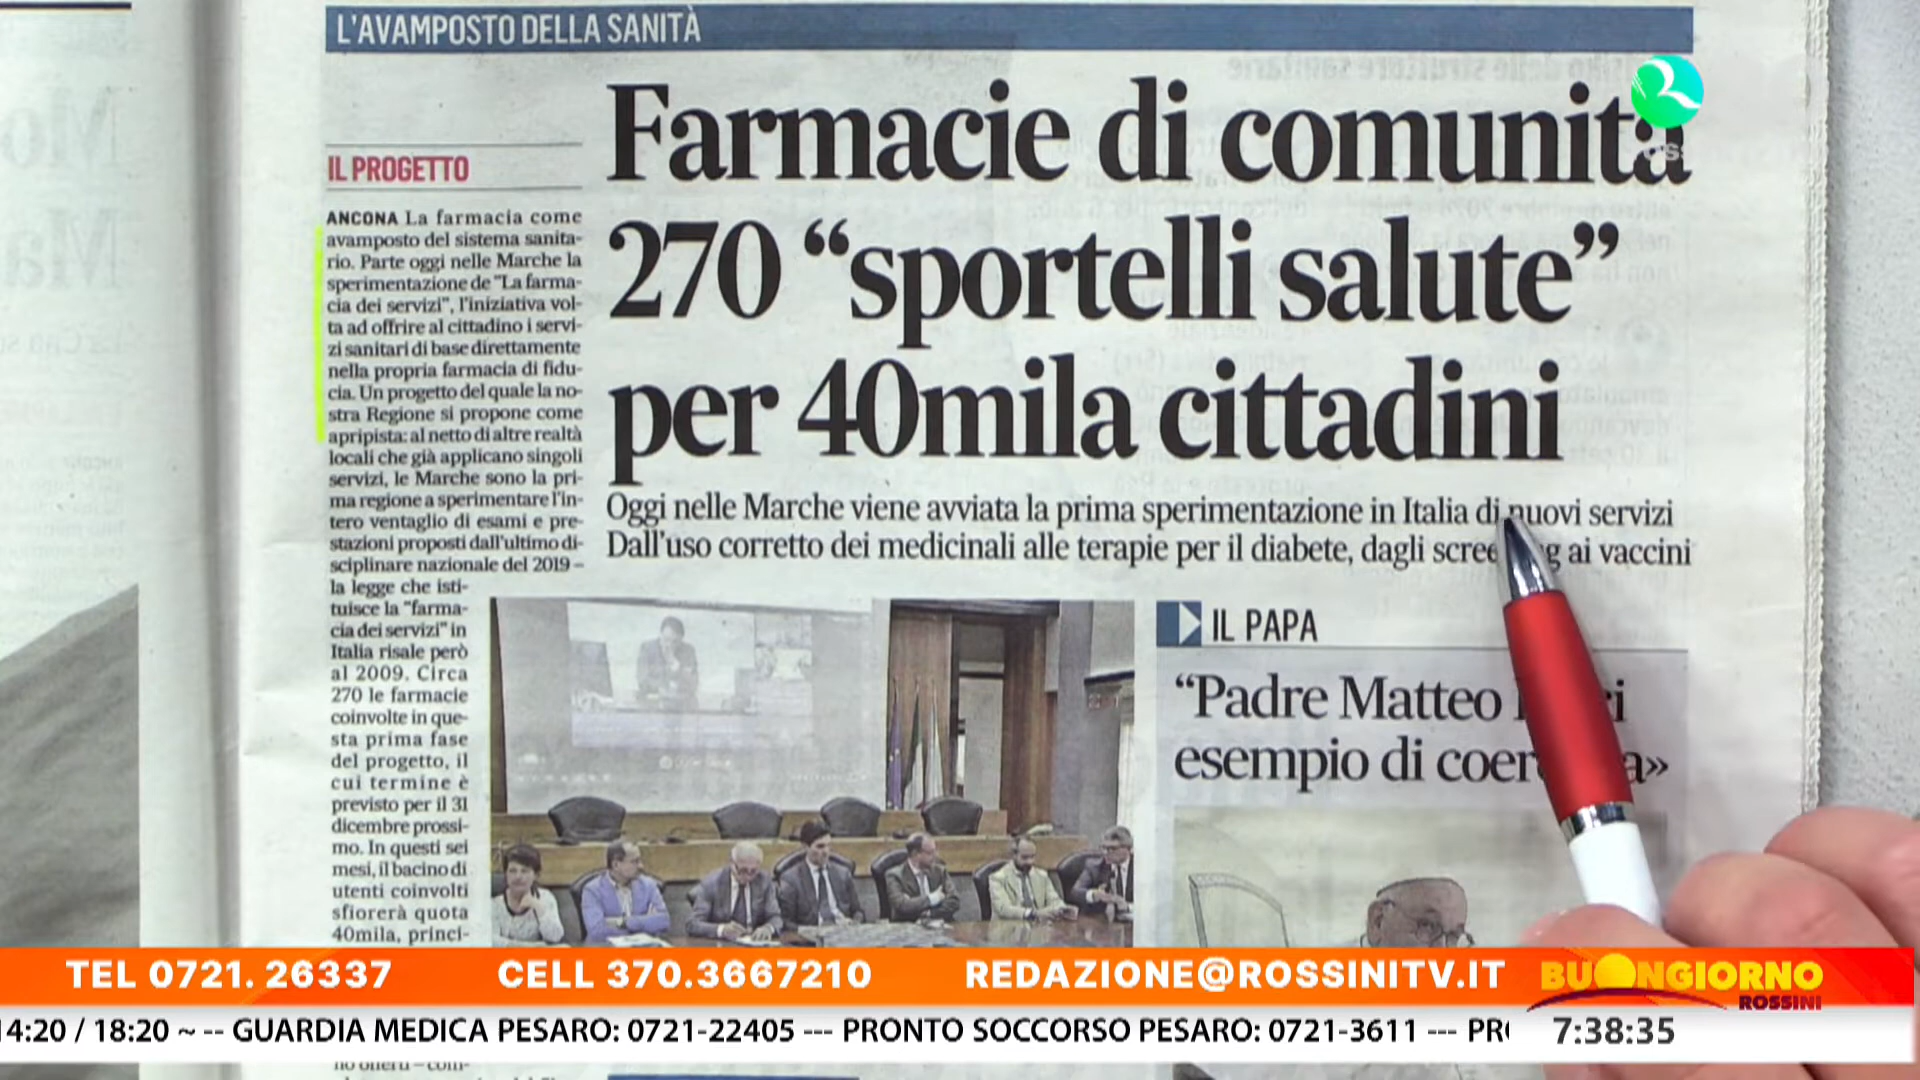 L'AVAMPOSTO DELLA SANITÀ
Farmacie di comunità
270 “sportelli salute”
per 40mila cittadini
Oggi nelle Marche viene avviata la prima sperimentazione in Italia di nuovi servizi
Dall'uso corretto dei medicinali alle terapie per il diabete, dagli ai vaccini
IL PROGETTO
ANCONA La farmacia come
avamposto del sistema sanita-
rio. Parte oggi nelle Marche la
sperimentazione de "La farma-
cia dei servizi", l'iniziativa vol-
ta ad offrire al cittadino i servi-
zi sanitari di base direttamente
nella propria farmacia di fidu-
cia. Un progetto del quale la no-
stra Regione si propone come
apripista: al netto di altre realtà
locali che già applicano singoli
servizi, le Marche sono la pri-
ma regione a sperimentare l'in-
tero ventaglio di esami e pre-
stazioni proposti dall'ultimo di-
sciplinare nazionale del 2019 –
la legge che isti-
tuisce la "farma-
cia dei servizi" in
Italia risale però
al 2009. Circa
270 le farmacie
coinvolte in que-
sta prima fase
del progetto, il
cui termine è
previsto per il 31
dicembre prossi-
mo. In questi sei
mesi, il bacino di
utenti coinvolti
sfiorerà quota
40mila, princi-
IL PAPA
“Padre Matteo
esempio di
TEL 0721. 26337 CELL 370.3667210 REDAZIONE@ROSSINITV.IT
BUONGIORNO
ROSSINI
14:20 / 18:20 ~ -- GUARDIA MEDICA PESARO: 0721-22405 --- PRONTO SOCCORSO PESARO: 0721-3611 --- PR
7:38:35